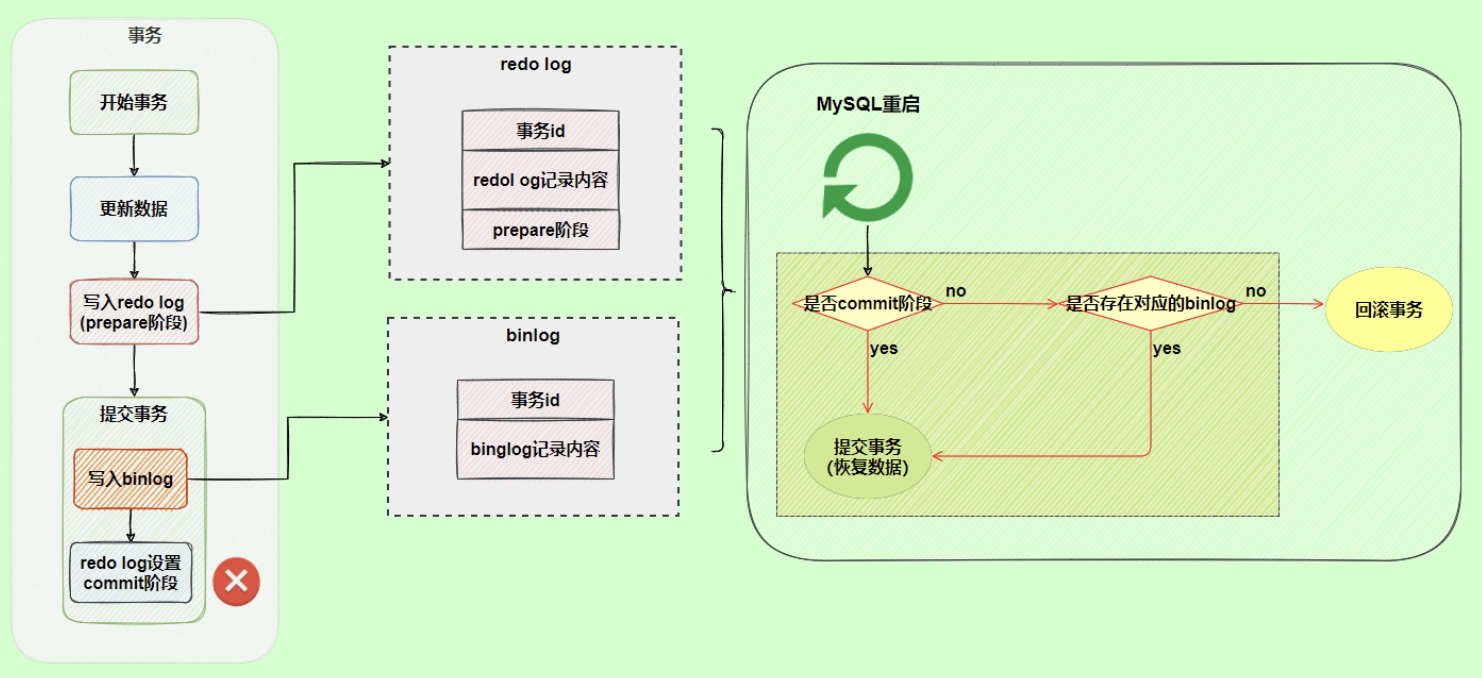 事务
开始事务
更新数据
写入redo log
(prepare阶段)
提交事务
写入binlog
redo log设置
commit阶段
redo log
事务id
redol og记录内容
prepare阶段
binlog
事务id
binglog记录内容
MySQL重启
是否commit阶段
no
是否存在对应的binlog
no
回滚事务
yes
yes
提交事务
(恢复数据)